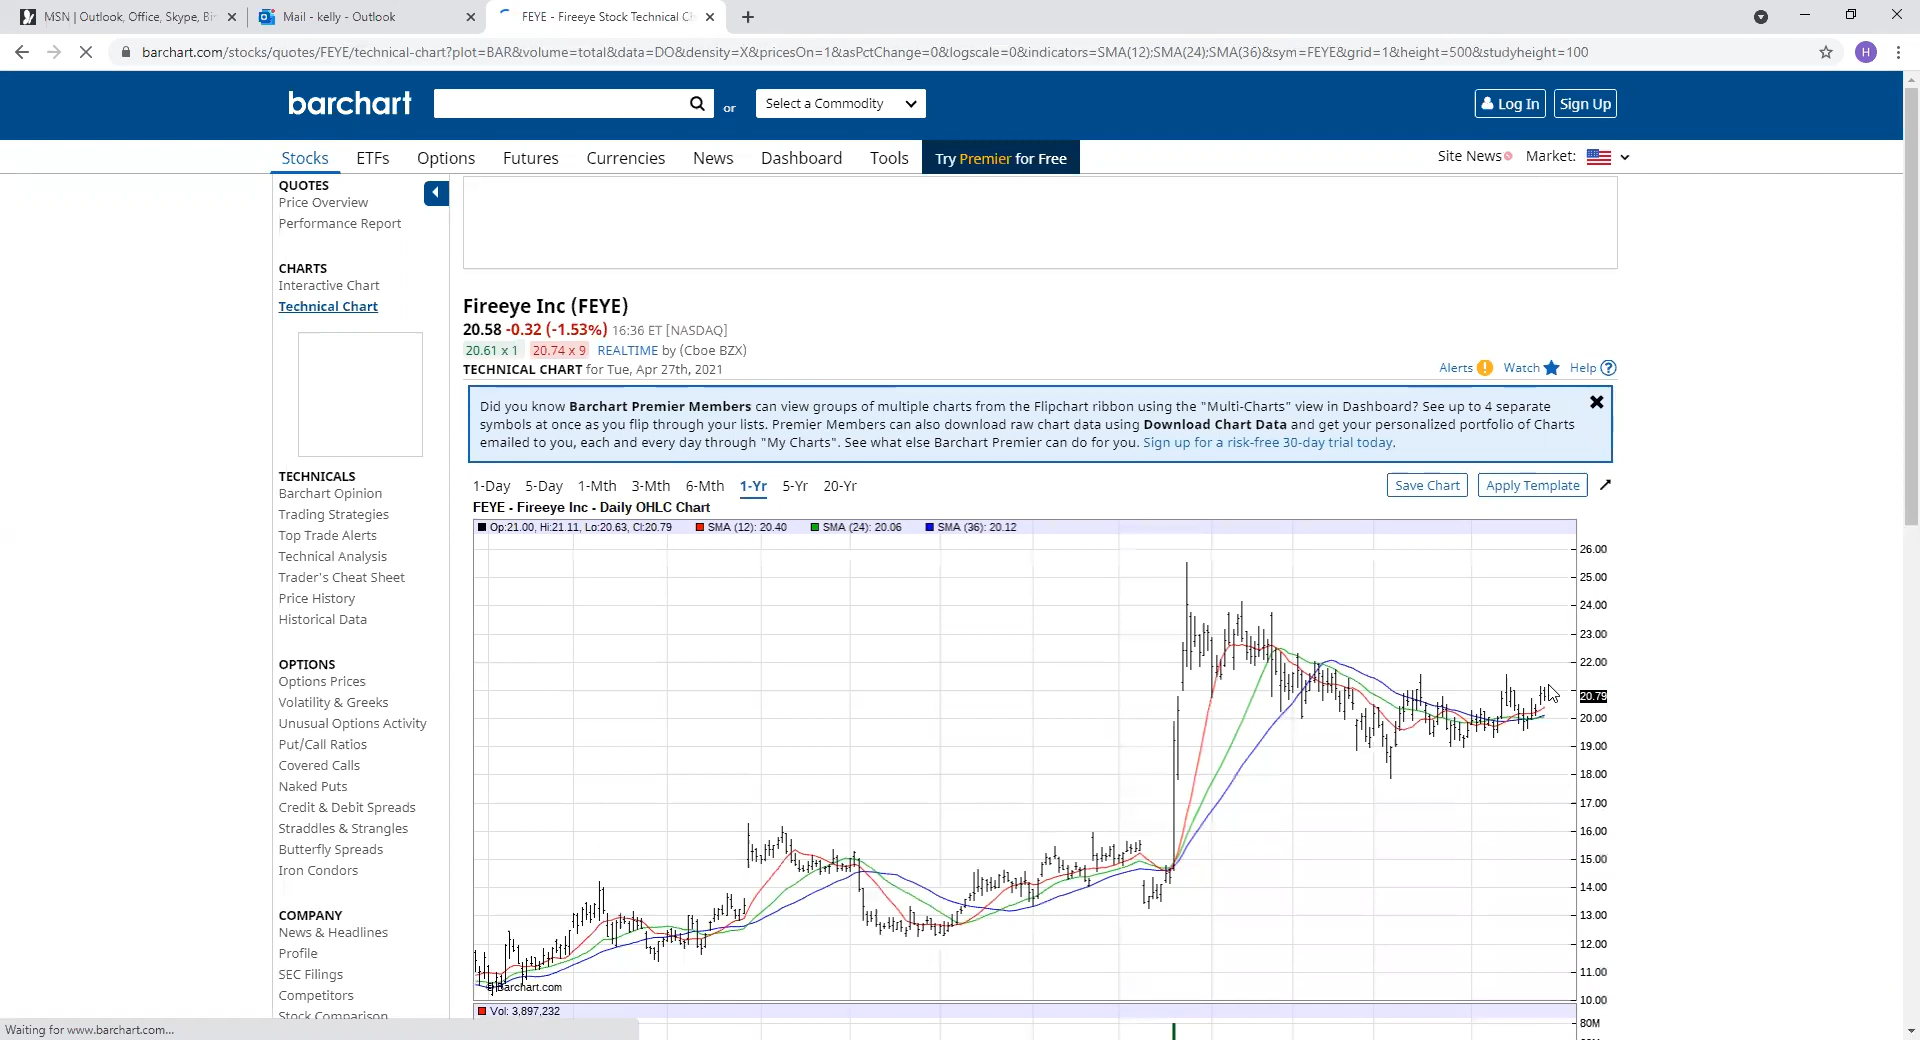 MSN | Outlook, Office, Skype, Bi
Mail - kelly - Outlook
FEYE - Fireeye Stock Technical Ch
barchart.com/stocks/quotes/FEYE/technical-chart?plot=BAR&volume=total&data=DO&density=X&pricesOn=1&asPctChange=0&logscale=0&indicators=SMA(12);SMA(24);SMA(36)&sym=FEYE&grid=1&height=500&studyheight=100
H
barchart
or
Select a Commodity
Log In
Sign Up
Stocks ETFs Options Futures Currencies News Dashboard Tools Try Premier for Free
Site News Market:
QUOTES
Price Overview
Performance Report
CHARTS
Interactive Chart
Technical Chart
TECHNICALS
Barchart Opinion
Trading Strategies
Top Trade Alerts
Technical Analysis
Trader's Cheat Sheet
Price History
Historical Data
OPTIONS
Options Prices
Volatility & Greeks
Unusual Options Activity
Put/Call Ratios
Covered Calls
Naked Puts
Credit & Debit Spreads
Straddles & Strangles
Butterfly Spreads
Iron Condors
COMPANY
News & Headlines
Profile
SEC Filings
Competitors
Stock Comparison
Fireeye Inc (FEYE)
20.58 -0.32 (-1.53%) 16:36 ET [NASDAQ]
20.61 x 1 20.74 x 9 REALTIME by (Cboe BZX)
TECHNICAL CHART for Tue, Apr 27th, 2021
Alerts Watch Help
Did you know Barchart Premier Members can view groups of multiple charts from the Flipchart ribbon using the "Multi-Charts" view in Dashboard? See up to 4 separate
symbols at once as you flip through your lists. Premier Members can also download raw chart data using Download Chart Data and get your personalized portfolio of Charts
emailed to you, each and every day through "My Charts". See what else Barchart Premier can do for you. Sign up for a risk-free 30-day trial today.
1-Day 5-Day 1-Mth 3-Mth 6-Mth 1-Yr 5-Yr 20-Yr
Save Chart
Apply Template
FEYE - Fireeye Inc - Daily OHLC Chart
Op:21.00, Hi:21.11, Lo:20.63, Cl:20.79 SMA (12): 20.40 SMA (24): 20.06 SMA (36): 20.12
26.00
25.00
24.00
23.00
22.00
20.79
20.00
19.00
18.00
17.00
16.00
15.00
14.00
13.00
12.00
11.00
10.00
© Barchart.com
Vol: 3,897,232
80M
Waiting for www.barchart.com...